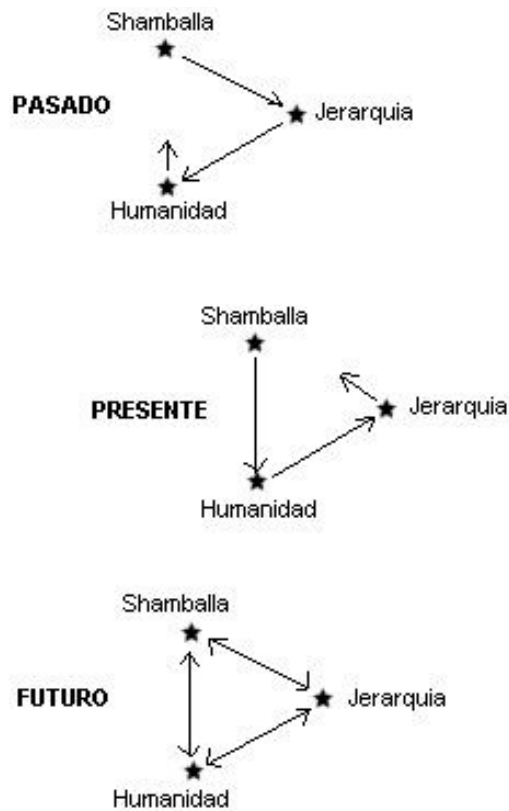 Shamballa
PASADO
Jerarquia
Humanidad
Shamballa
PRESENTE
Jerarquia
Humanidad
Shamballa
FUTURO
Jerarquia
Humanidad